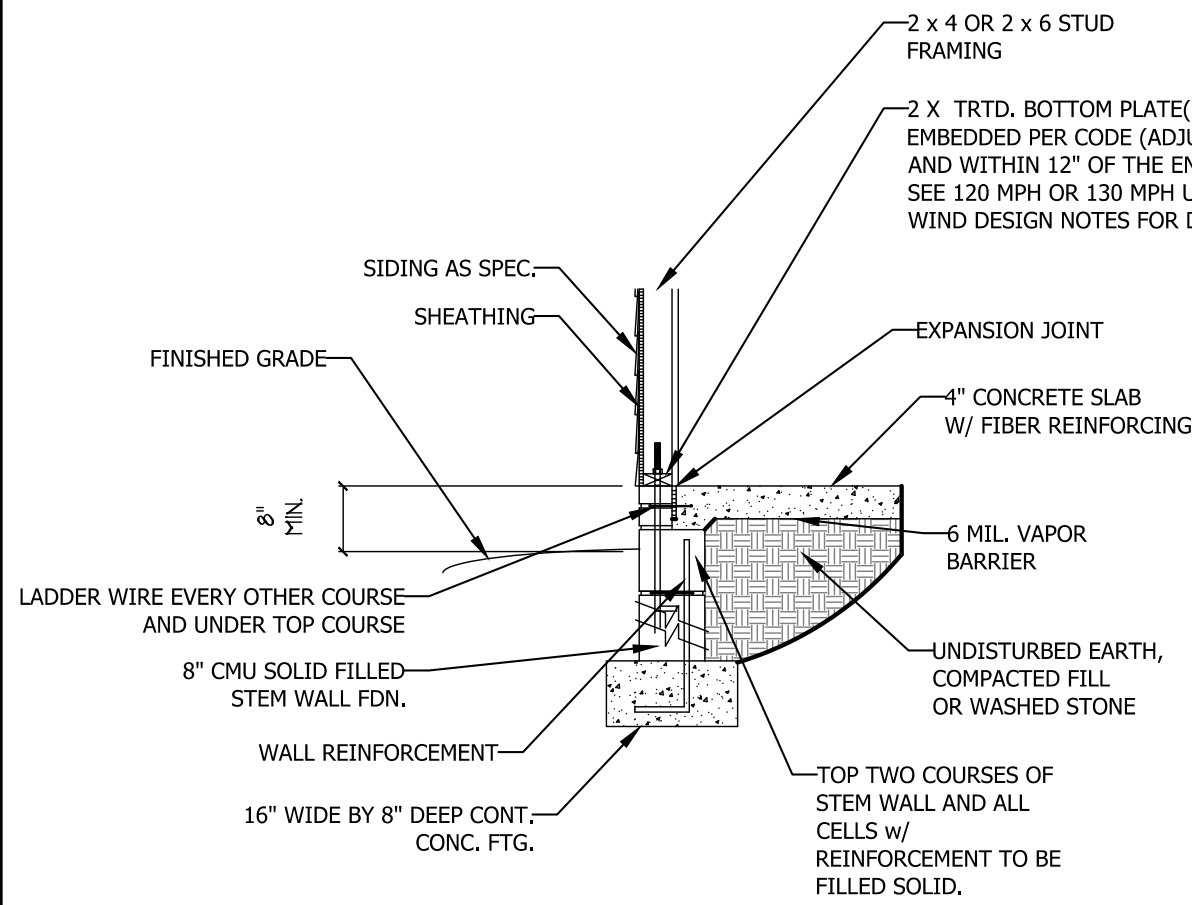 2 x 4 OR 2 x 6 STUD
FRAMING
2 X TRTD. BOTTOM PLATE(
EMBEDDED PER CODE (ADJU
AND WITHIN 12" OF THE EN
SEE 120 MPH OR 130 MPH U
WIND DESIGN NOTES FOR D
SIDING AS SPEC.
SHEATHING
EXPANSION JOINT
FINISHED GRADE
4" CONCRETE SLAB
W/ FIBER REINFORCING
8"
MIN.
6 MIL. VAPOR
BARRIER
LADDER WIRE EVERY OTHER COURSE
AND UNDER TOP COURSE
UNDISTURBED EARTH,
COMPACTED FILL
OR WASHED STONE
8" CMU SOLID FILLED
STEM WALL FDN.
WALL REINFORCEMENT
TOP TWO COURSES OF
STEM WALL AND ALL
CELLS w/
REINFORCEMENT TO BE
FILLED SOLID.
16" WIDE BY 8" DEEP CONT.
CONC. FTG.